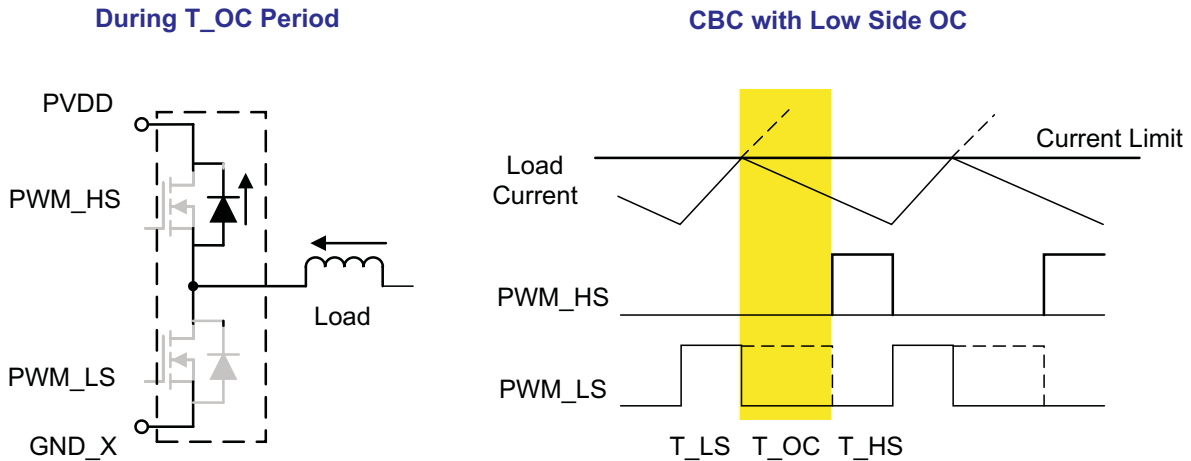 During T_OC Period
PVDD
PWM_HS
Load
PWM_LS
GND_X
CBC with Low Side OC
Current Limit
Load
Current
PWM_HS
PWM_LS
T_LS T_OC T_HS